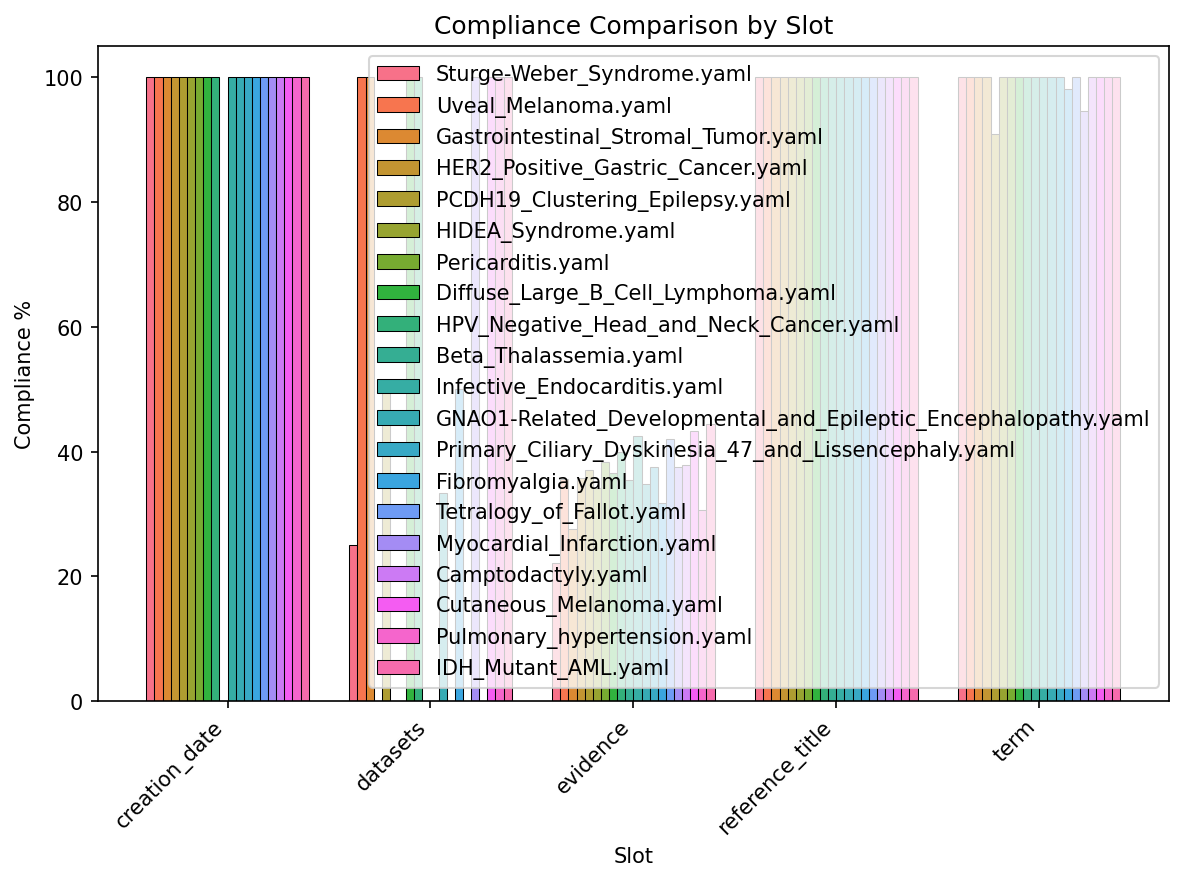 Compliance Comparison by Slot
Compliance %
100
80
60
40
20
0
Sturge-Weber_Syndrome.yaml
Uveal_Melanoma.yaml
Gastrointestinal_Stromal_Tumor.yaml
HER2_Positive_Gastric_Cancer.yaml
PCDH19_Clustering_Epilepsy.yaml
HIDEA_Syndrome.yaml
Pericarditis.yaml
Diffuse_Large_B_Cell_Lymphoma.yaml
HPV_Negative_Head_and_Neck_Cancer.yaml
Beta_Thalassemia.yaml
Infective_Endocarditis.yaml
GNAO1-Related_Developmental_and_Epileptic_Encephalopathy.yaml
Primary_Ciliary_Dyskinesia_47_and_Lissencephaly.yaml
Fibromyalgia.yaml
Tetralogy_of_Fallot.yaml
Myocardial_Infarction.yaml
Camptodactyly.yaml
Cutaneous_Melanoma.yaml
Pulmonary_hypertension.yaml
IDH_Mutant_AML.yaml
creation_date
datasets
evidence
reference_title
term
Slot